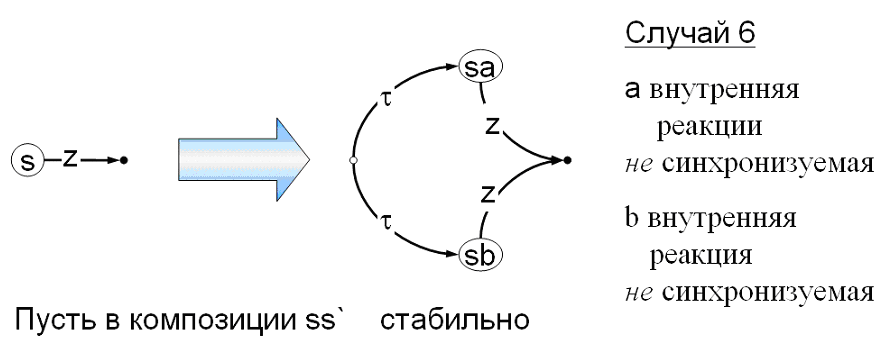 Случай 6
a внутренняя
реакции
не синхронизуемая
b внутренняя
реакция
не синхронизуемая
s
z
τ
sa
z
τ
sb
z
Пусть в композиции ss` стабильно